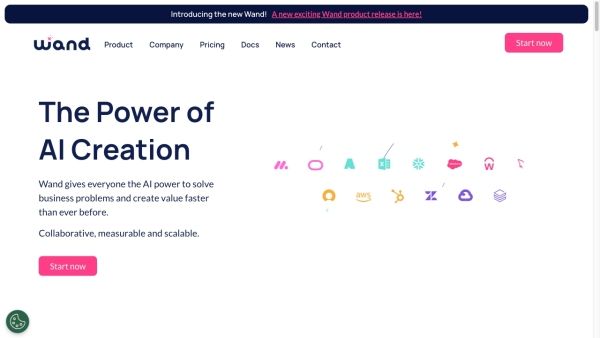 Introducing the new Wand! A new exciting Wand product release is here!
wand Product Company Pricing Docs News Contact Start now
The Power of
AI Creation
Wand gives everyone the AI power to solve
business problems and create value faster
than ever before.
Collaborative, measurable and scalable.
Start now
aws